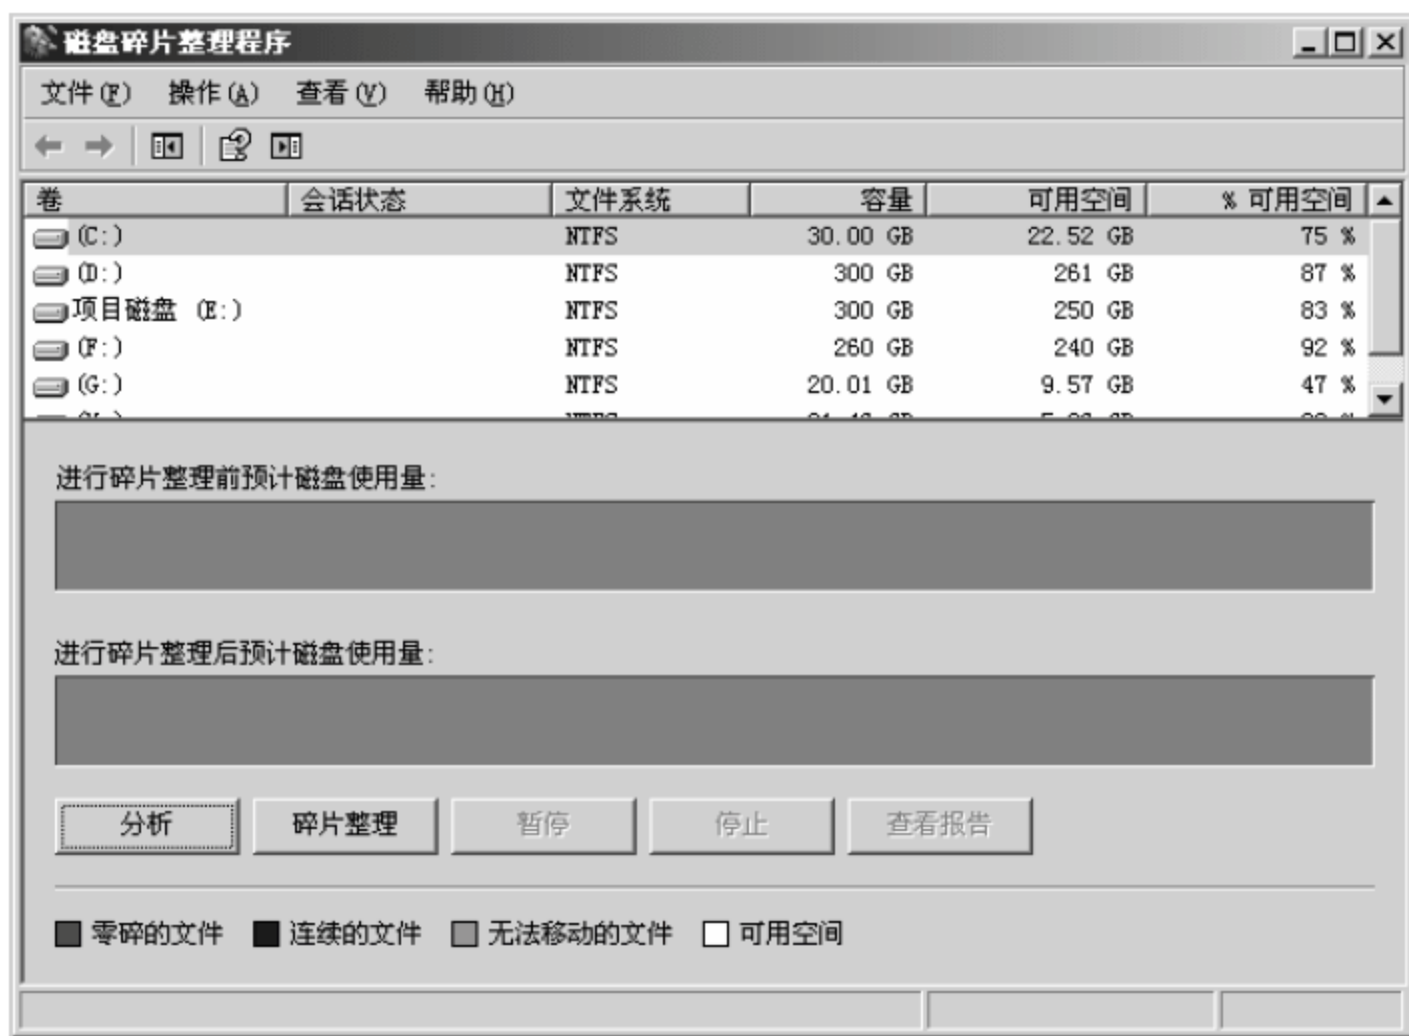 磁盘碎片整理程序
文件(F) 操作(A) 查看(V) 帮助(H)
卷 会话状态 文件系统 容量 可用空间 % 可用空间
(C:) NTFS 30.00 GB 22.52 GB 75 %
(D:) NTFS 300 GB 261 GB 87 %
项目磁盘 (E:) NTFS 300 GB 250 GB 83 %
(F:) NTFS 260 GB 240 GB 92 %
(G:) NTFS 20.01 GB 9.57 GB 47 %
进行碎片整理前预计磁盘使用量:
进行碎片整理后预计磁盘使用量:
分析 碎片整理 暂停 停止 查看报告
零碎的文件 连续的文件 无法移动的文件 可用空间